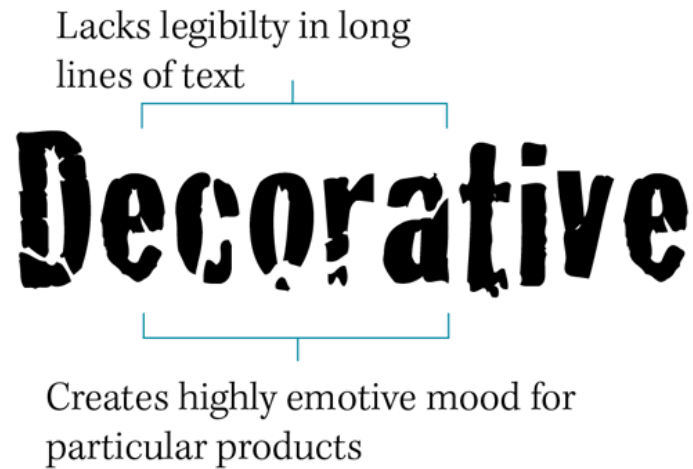 Lacks legibilty in long
lines of text
Decorative
Creates highly emotive mood for
particular products